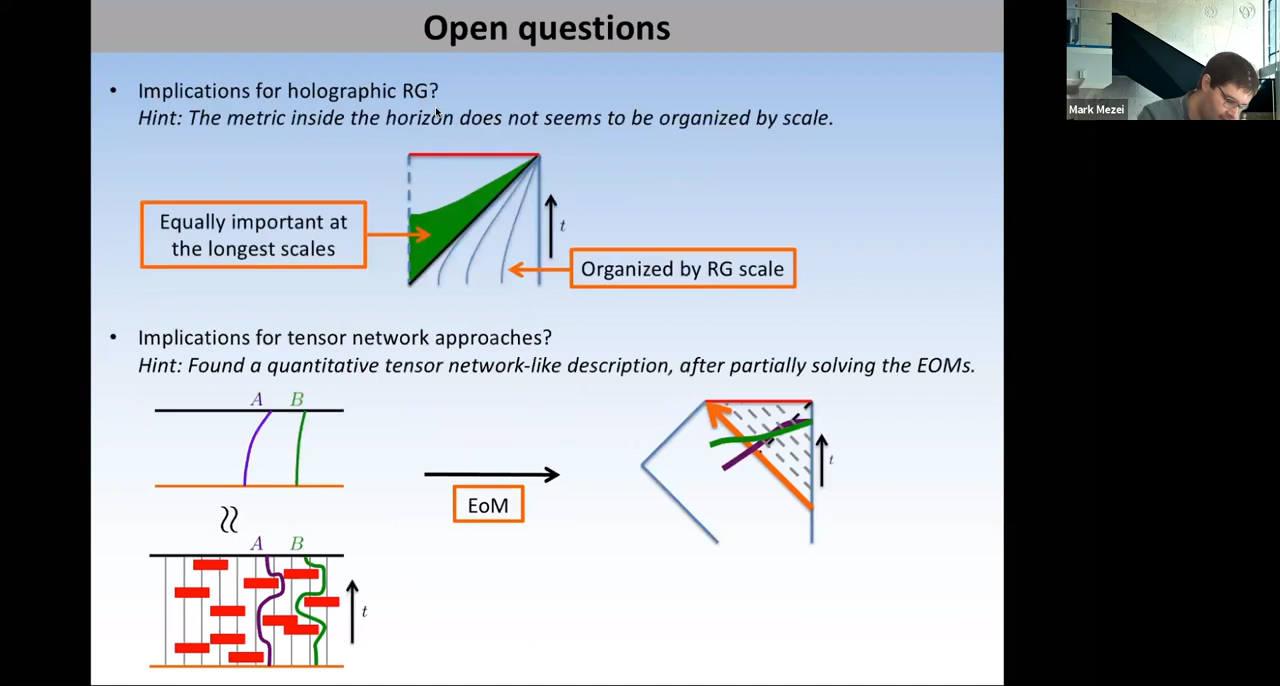 Open questions
• Implications for holographic RG?
Hint: The metric inside the horizon does not seems to be organized by scale.
Equally important at
the longest scales
t
Organized by RG scale
• Implications for tensor network approaches?
Hint: Found a quantitative tensor network-like description, after partially solving the EOMs.
A B
EoM
t
≈
A B
t
Mark Mezei